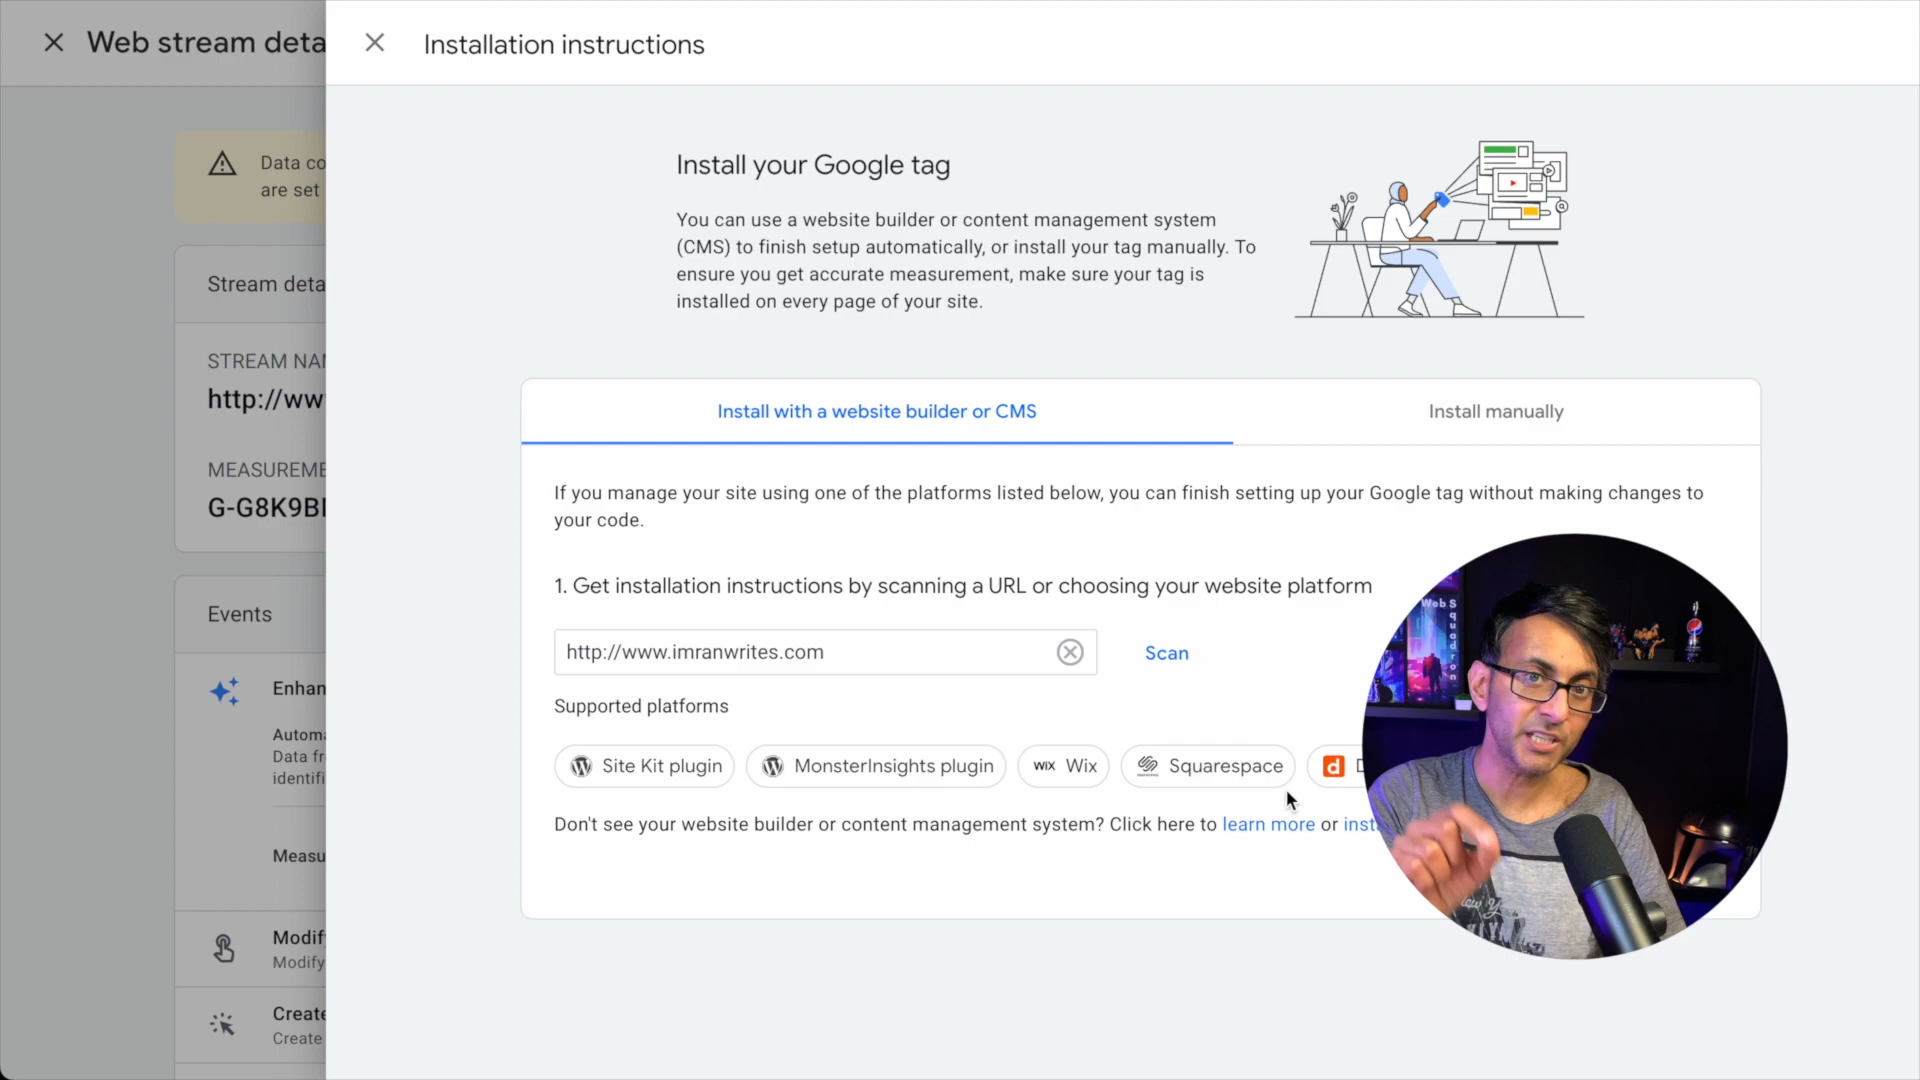 Web stream deta
Installation instructions
Data co
are set
Install your Google tag
You can use a website builder or content management system
(CMS) to finish setup automatically, or install your tag manually. To
ensure you get accurate measurement, make sure your tag is
installed on every page of your site.
Stream deta
STREAM NA
http://ww
MEASUREME
G-G8K9B
Install with a website builder or CMS
Install manually
If you manage your site using one of the platforms listed below, you can finish setting up your Google tag without making changes to
your code.
1. Get installation instructions by scanning a URL or choosing your website platform
http://www.imranwrites.com
Scan
Supported platforms
Site Kit plugin
MonsterInsights plugin
WIX Wix
Squarespace
d D
Don't see your website builder or content management system? Click here to learn more or inst
Events
Enhan
Autom
Data fr
identifi
Measu
Modif
Modify
Create
Create
Web Squadron